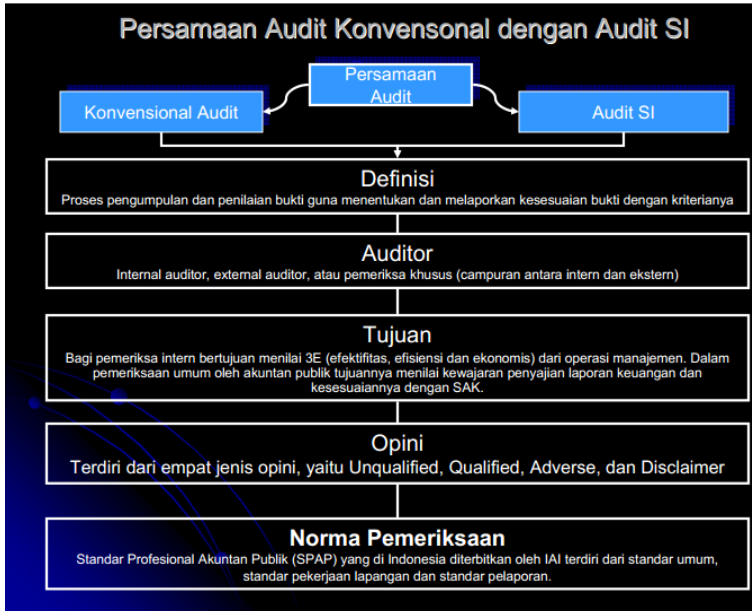 Persamaan Audit Konvensonal dengan Audit SI
Persamaan
Audit
Konvensional Audit
Audit SI
Definisi
Proses pengumpulan dan penilaian bukti guna menentukan dan melaporkan kesesuaian bukti dengan kriterianya
Auditor
Internal auditor, external auditor, atau pemeriksa khusus (campuran antara intern dan ekstern)
Tujuan
Bagi pemeriksa intern bertujuan menilai 3E (efektifitas, efisiensi dan ekonomis) dari operasi manajemen. Dalam
pemeriksaan umum oleh akuntan publik tujuannya menilai kewajaran penyajian laporan keuangan dan
kesesuaiannya dengan SAK.
Opini
Terdiri dari empat jenis opini, yaitu Unqualified, Qualified, Adverse, dan Disclaimer
Norma Pemeriksaan
Standar Profesional Akuntan Publik (SPAP) yang di Indonesia diterbitkan oleh IAI terdiri dari standar umum,
standar pekerjaan lapangan dan standar pelaporan.